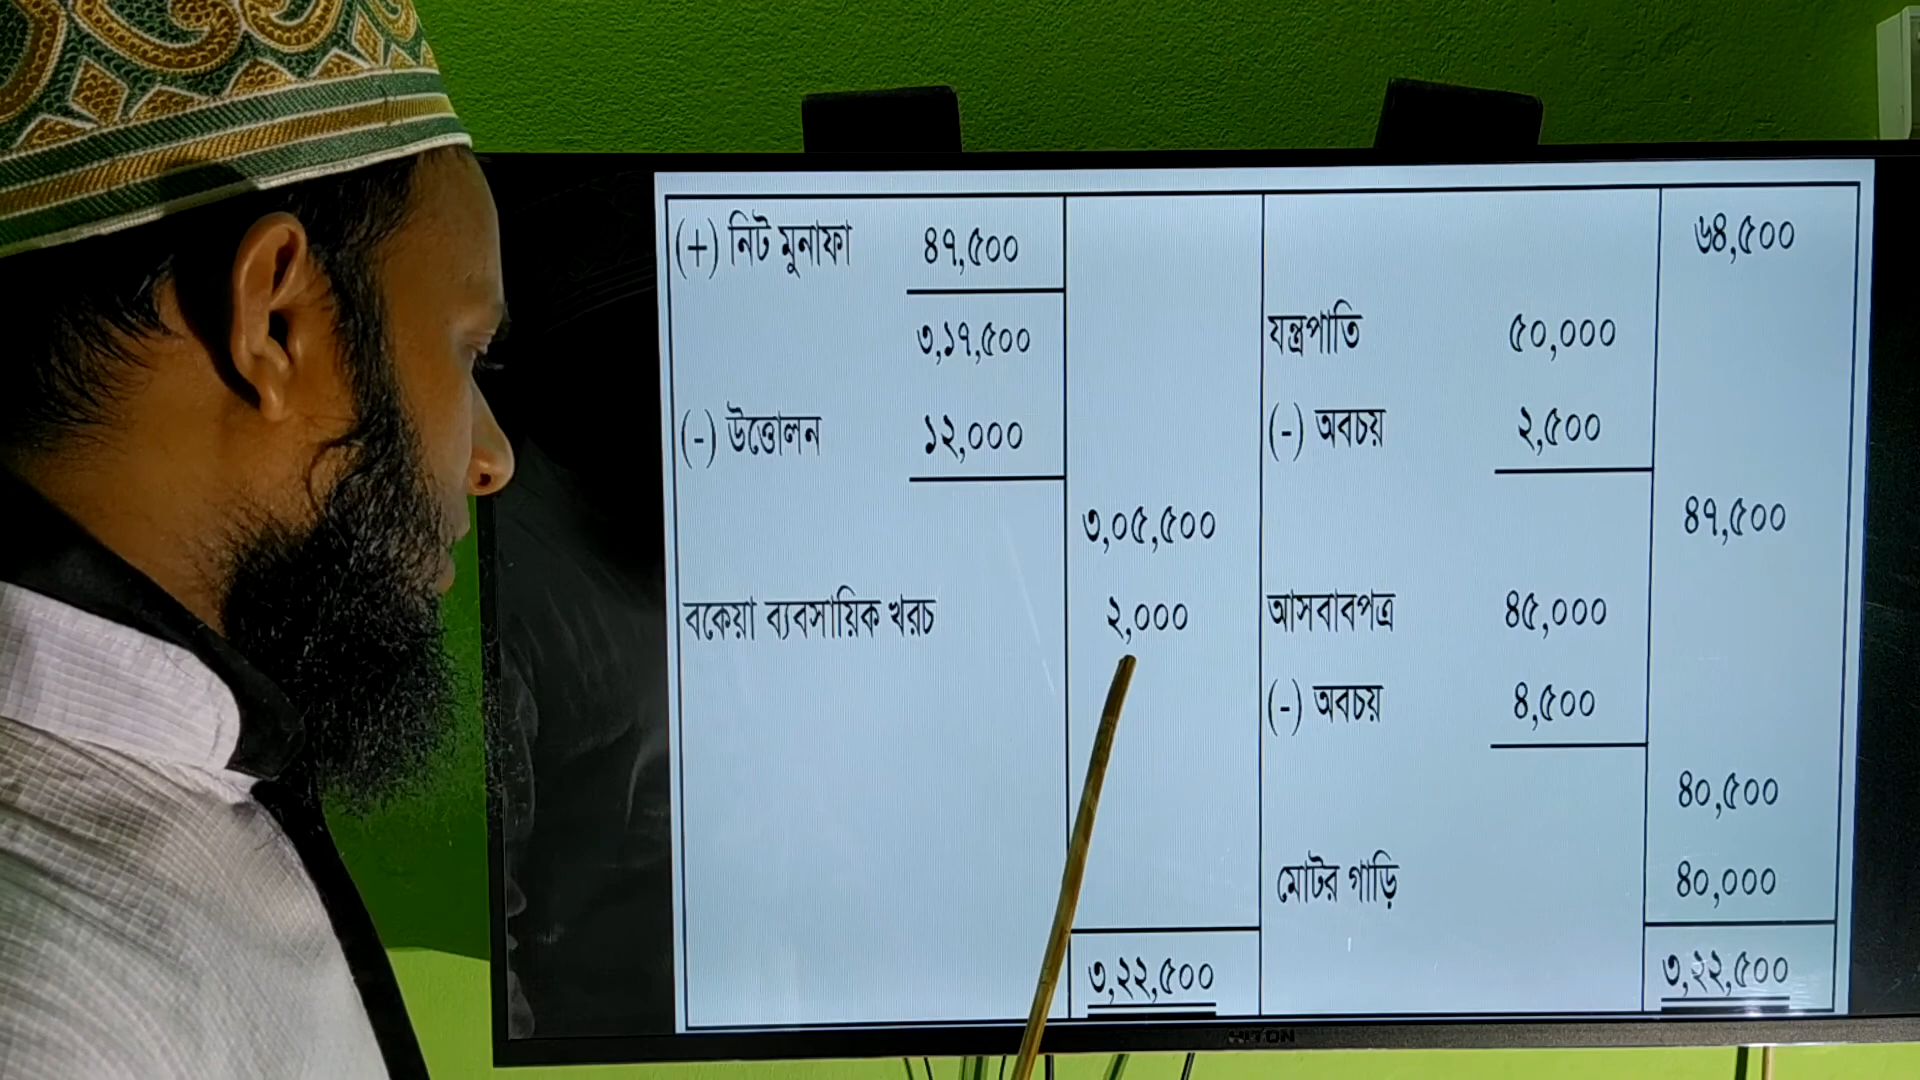 (+) নিট মুনাফা ৪৭,৫০০
৩,১৭,৫০০
(-) উত্তোলন ১২,০০০
৩,০৫,৫০০
বকেয়া ব্যবসায়িক খরচ ২,০০০
৩,২২,৫০০
৬৪,৫০০
যন্ত্রপাতি ৫০,০০০
(-) অবচয় ২,৫০০
৪৭,৫০০
আসবাবপত্র ৪৫,০০০
(-) অবচয় ৪,৫০০
৪০,৫০০
মোটর গাড়ি ৪০,০০০
৩,২২,৫০০
HITON